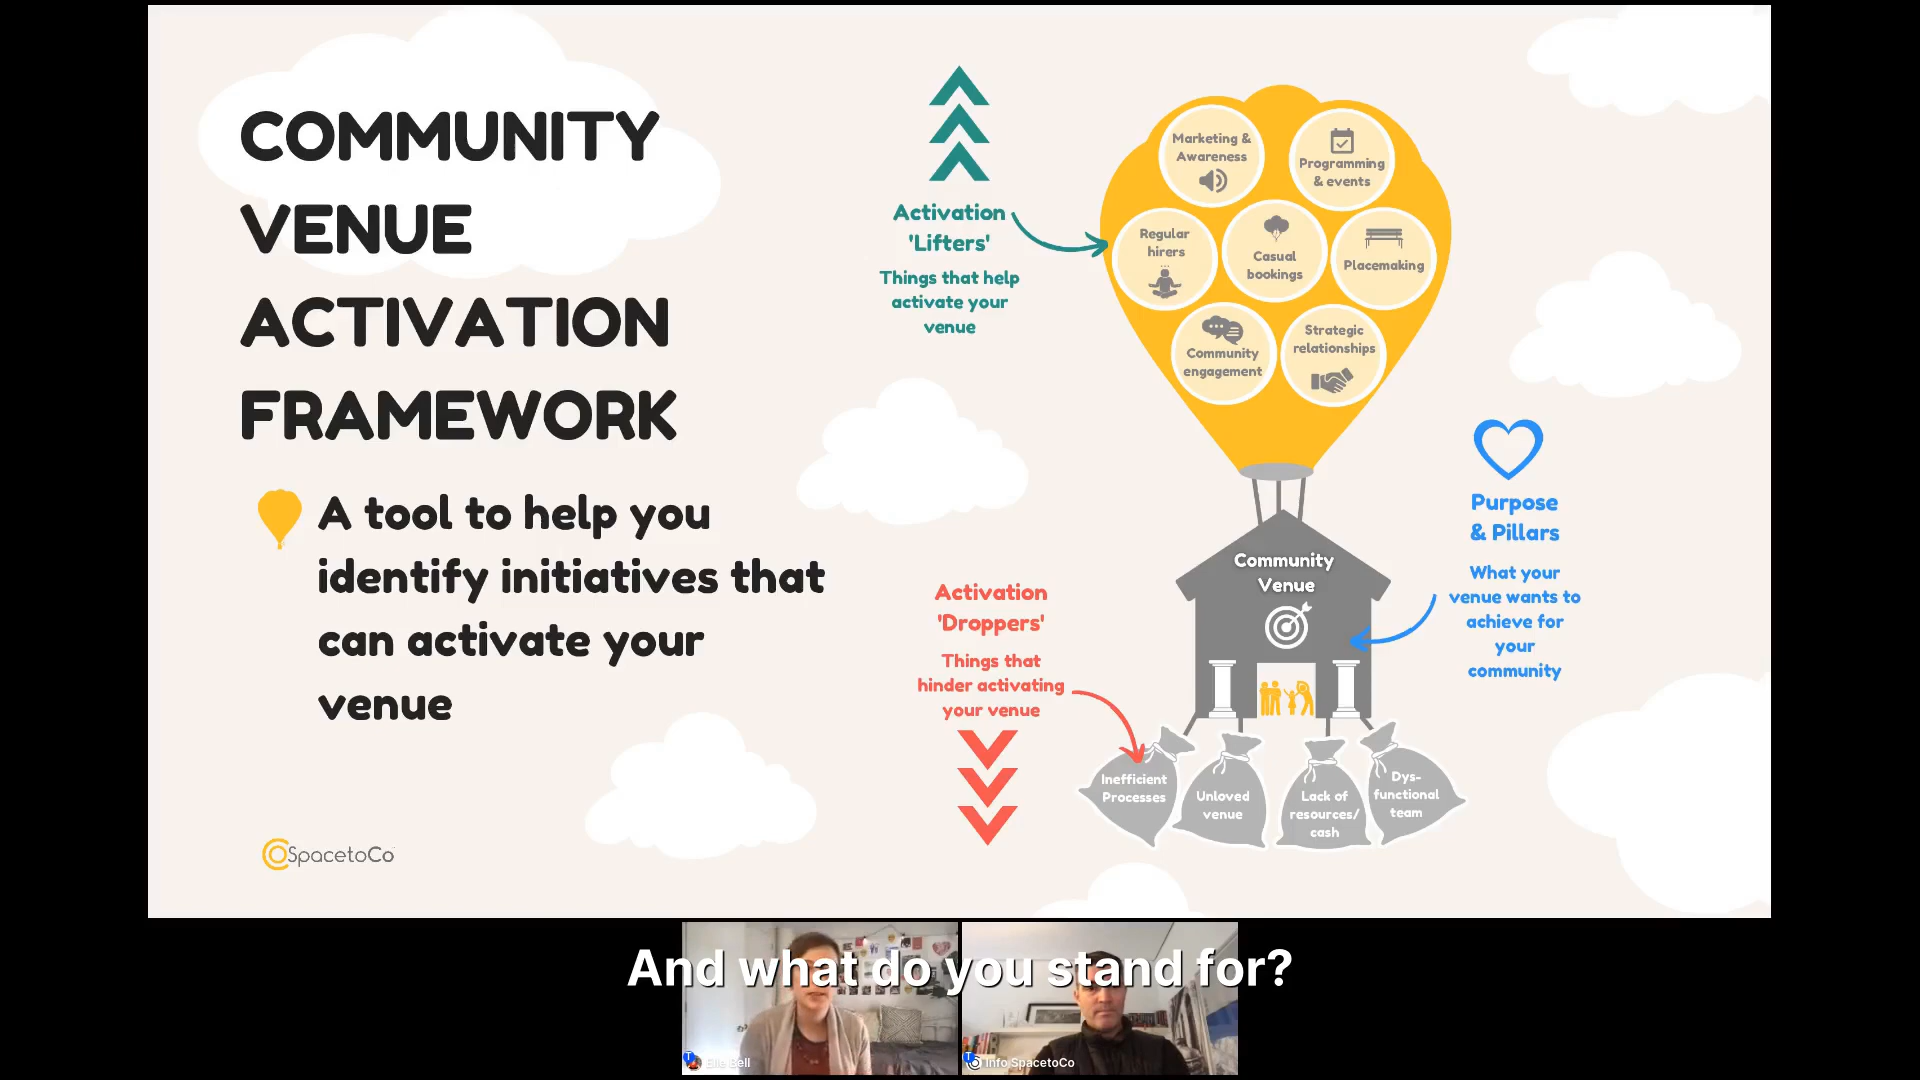 COMMUNITY
VENUE
ACTIVATION
FRAMEWORK
A tool to help you
identify initiatives that
can activate your
venue
SpacetoCo
Activation
'Lifters'
Things that help
activate your
venue
Marketing &
Awareness
Programming
& events
Regular
hirers
Casual
bookings
Placemaking
Community
engagement
Strategic
relationships
Purpose
& Pillars
What your
venue wants to
achieve for
your
community
Community
Venue
Activation
'Droppers'
Things that
hinder activating
your venue
Inefficient
Processes
Unloved
venue
Lack of
resources/
cash
Dys-
functional
team
And what do you stand for?
Elle Bell
Info SpacetoCo